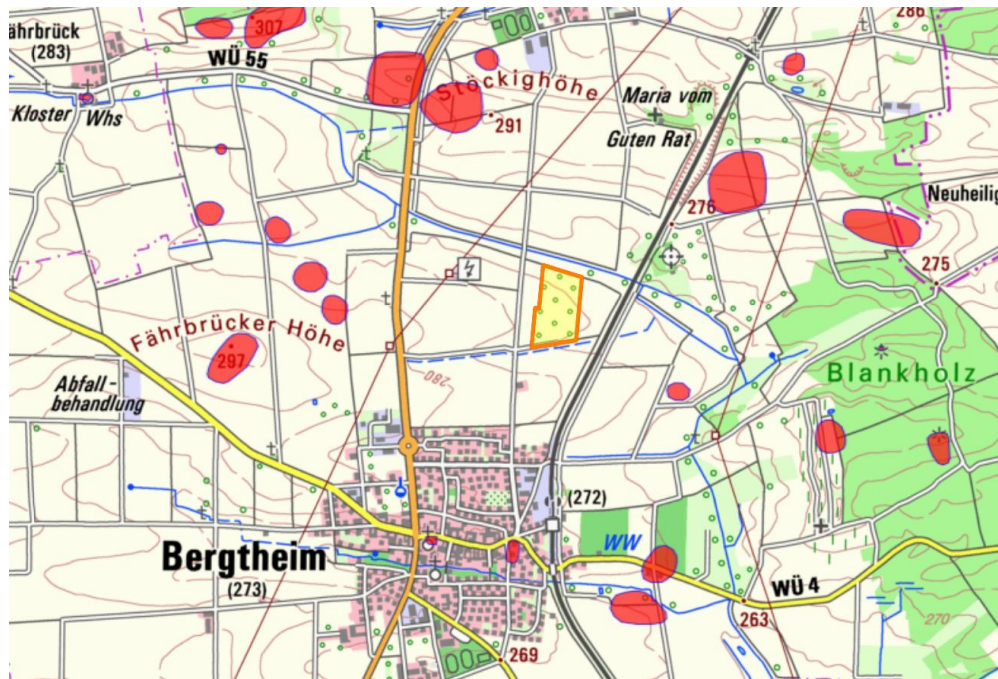 307
286
ährbrück
(283)
WÜ 55
Stöckighöhe
Kloster
Whs
291
Maria vom
Guten Rat
276
Neuheilig
275
Fährbrücker Höhe
297
280
Abfall-
behandlung
Blankholz
(272)
Bergtheim
(273)
WW
WÜ 4
263
270
269